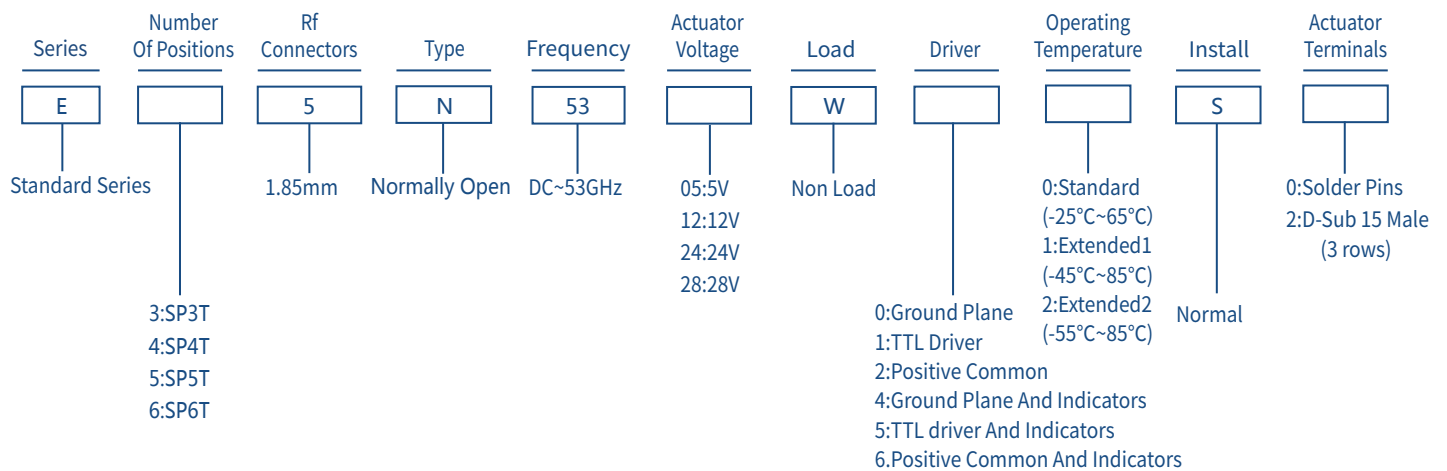 Series
Number
Of Positions
Rf
Connectors
Type
Frequency
Actuator
Voltage
Load
Driver
Operating
Temperature
Install
Actuator
Terminals
E
5
N
53
W
S
Standard Series
1.85mm
Normally Open
DC~53GHz
05:5V
12:12V
24:24V
28:28V
Non Load
0:Standard
(-25°C~65°C)
1:Extended1
(-45°C~85°C)
2:Extended2
(-55°C~85°C)
0:Solder Pins
2:D-Sub 15 Male
(3 rows)
3:SP3T
4:SP4T
5:SP5T
6:SP6T
0:Ground Plane
1:TTL Driver
2:Positive Common
4:Ground Plane And Indicators
5:TTL driver And Indicators
6.Positive Common And Indicators
Normal